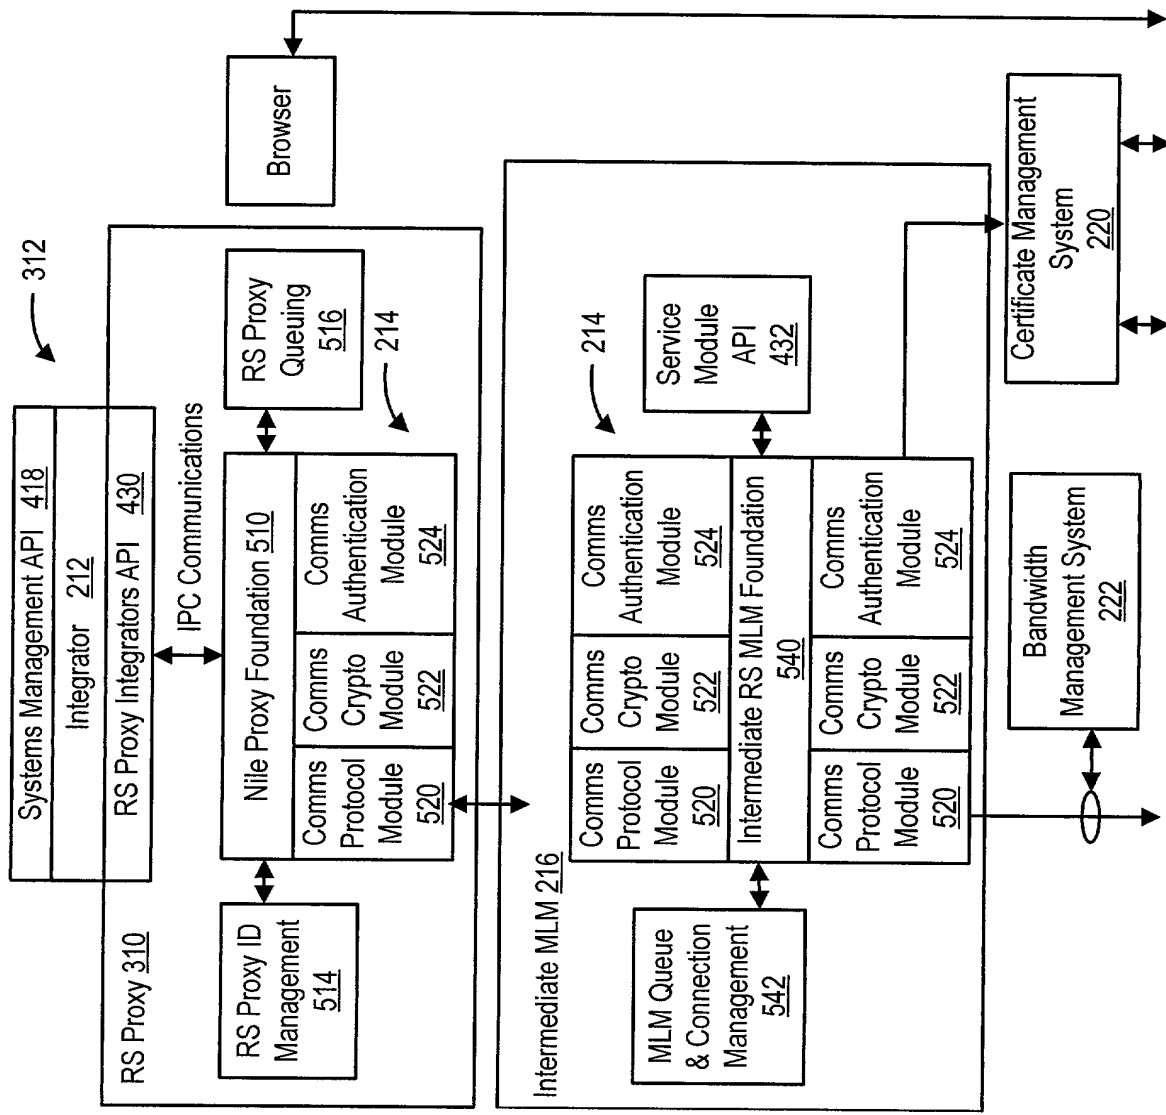 312
Systems Management API 418
Integrator 212
RS Proxy Integrators API 430
RS Proxy 310
IPC Communications
RS Proxy ID
Management
514
Nile Proxy Foundation 510
Comms
Protocol
Module
520
Comms
Crypto
Module
522
Comms
Authentication
Module
524
RS Proxy
Queuing
516
214
Browser
Intermediate MLM 216
214
MLM Queue
& Connection
Management
542
Comms
Protocol
Module
520
Comms
Crypto
Module
522
Comms
Authentication
Module
524
Intermediate RS MLM Foundation
540
Comms
Protocol
Module
520
Comms
Crypto
Module
522
Comms
Authentication
Module
524
Service
Module
API
432
Bandwidth
Management System
222
Certificate Management
System
220